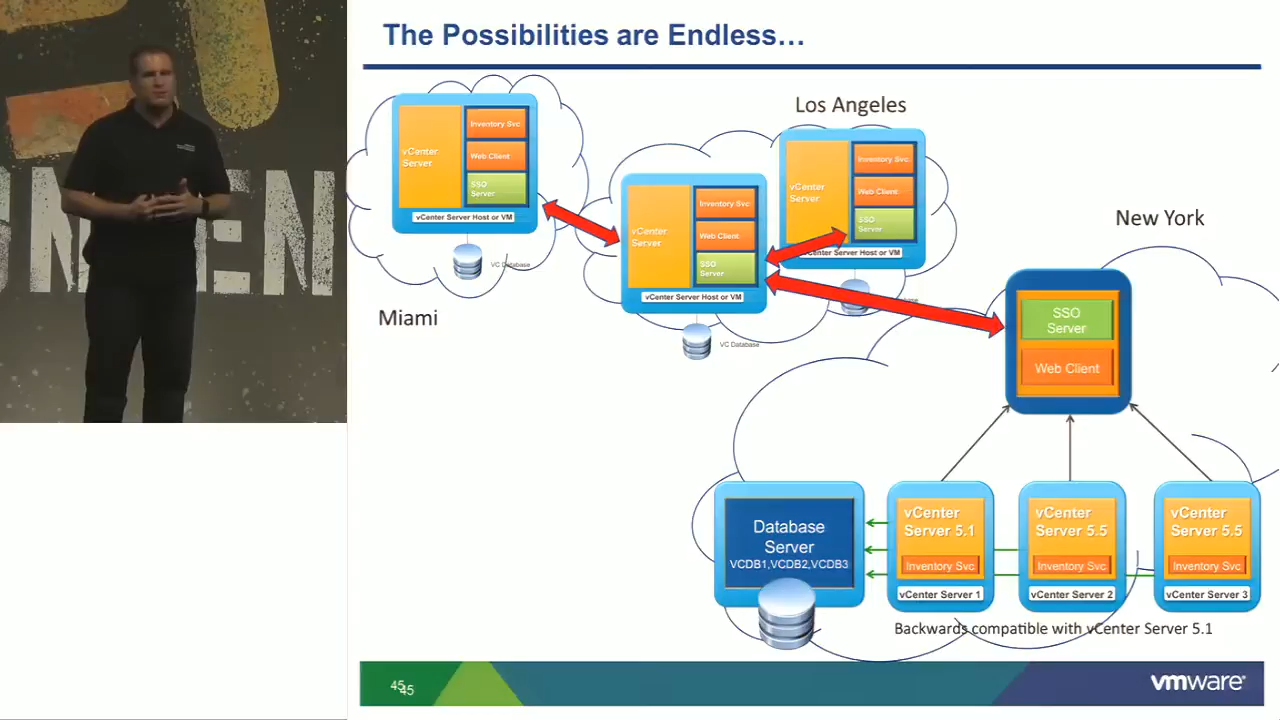 The Possibilities are Endless...
Los Angeles
New York
Miami
vCenter
Server
Inventory Svc
Web Client
SSO
Server
vCenter Server Host or VM
VC Database
vCenter
Server
Inventory Svc
Web Client
SSO
Server
vCenter Server Host or VM
VC Database
vCenter
Server
Inventory Svc
Web Client
SSO
Server
vCenter Server Host or VM
SSO
Server
Web Client
Database
Server
VCDB1,VCDB2,VCDB3
vCenter
Server 5.1
Inventory Svc
vCenter Server 1
vCenter
Server 5.5
Inventory Svc
vCenter Server 2
vCenter
Server 5.5
Inventory Svc
vCenter Server 3
Backwards compatible with vCenter Server 5.1
45
45
vmware